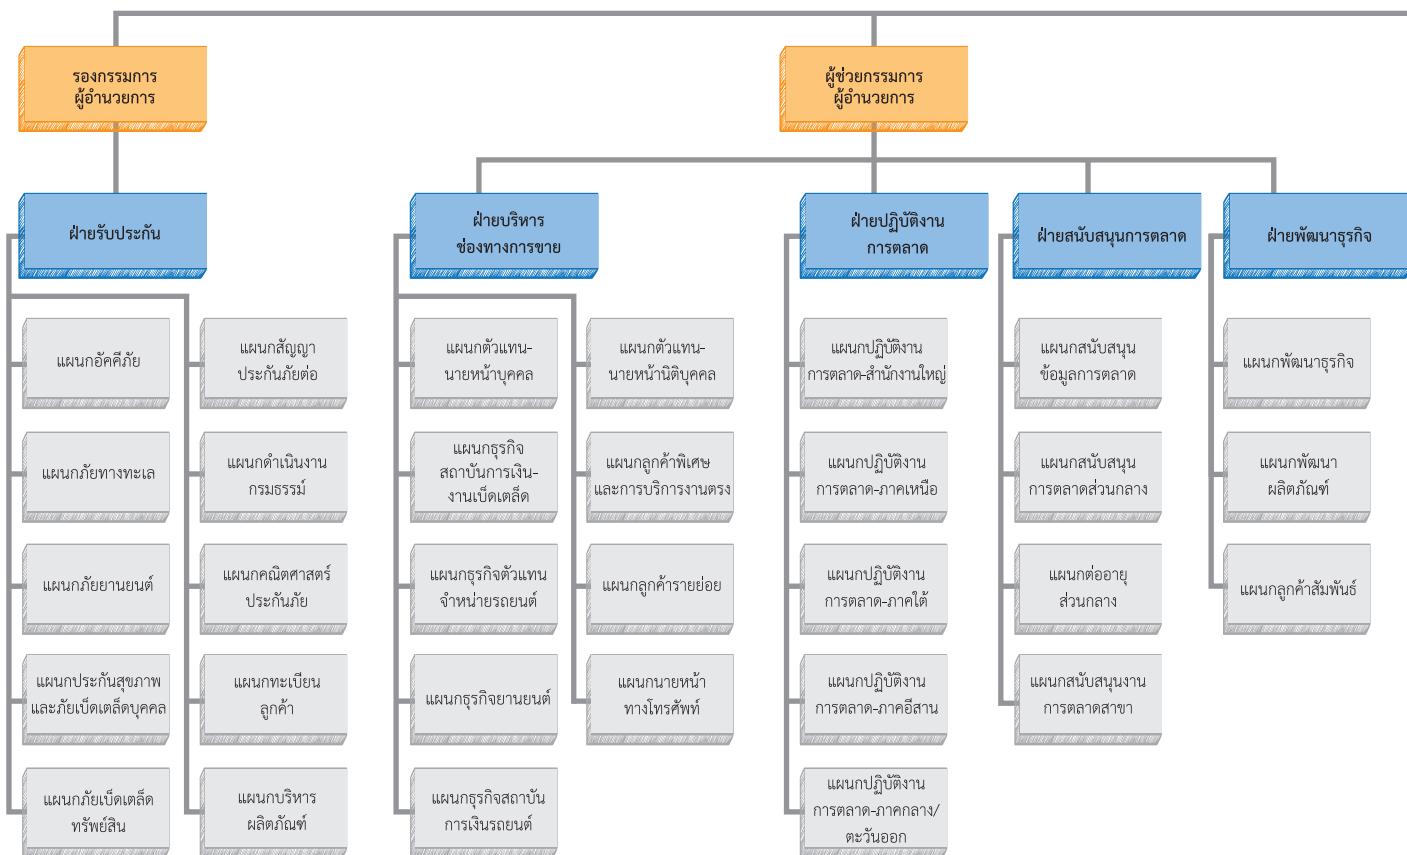 รองกรรมการ
ผู้อำนวยการ
ผู้ช่วยกรรมการ
ผู้อำนวยการ
ฝ่ายรับประกัน
ฝ่ายบริหาร
ช่องทางการขาย
ฝ่ายปฏิบัติงาน
การตลาด
ฝ่ายสนับสนุนการตลาด
ฝ่ายพัฒนาธุรกิจ
แผนกอัคคีภัย
แผนกสัญญา
ประกันภัยต่อ
แผนกตัวแทน-
นายหน้าบุคคล
แผนกตัวแทน-
นายหน้านิติบุคคล
แผนกปฏิบัติงาน
การตลาด-สำนักงานใหญ่
แผนกสนับสนุน
ข้อมูลการตลาด
แผนกพัฒนาธุรกิจ
แผนกภัยทางทะเล
แผนกดำเนินงาน
กรมธรรม์
แผนกธุรกิจ
สถาบันการเงิน-
งานเบ็ดเตล็ด
แผนกลูกค้าพิเศษ
และการบริการงานตรง
แผนกปฏิบัติงาน
การตลาด-ภาคเหนือ
แผนกสนับสนุน
การตลาดส่วนกลาง
แผนกพัฒนา
ผลิตภัณฑ์
แผนกภัยยานยนต์
แผนกคณิตศาสตร์
ประกันภัย
แผนกธุรกิจตัวแทน
จำหน่ายรถยนต์
แผนกลูกค้ารายย่อย
แผนกปฏิบัติงาน
การตลาด-ภาคใต้
แผนกต่ออายุ
ส่วนกลาง
แผนกลูกค้าสัมพันธ์
แผนกประกันสุขภาพ
และภัยเบ็ดเตล็ดบุคคล
แผนกทะเบียน
ลูกค้า
แผนกธุรกิจยานยนต์
แผนกนายหน้า
ทางโทรศัพท์
แผนกปฏิบัติงาน
การตลาด-ภาคอีสาน
แผนกสนับสนุนงาน
การตลาดสาขา
แผนกภัยเบ็ดเตล็ด
ทรัพย์สิน
แผนกบริหาร
ผลิตภัณฑ์
แผนกธุรกิจสถาบัน
การเงินรถยนต์
แผนกปฏิบัติงาน
การตลาด-ภาคกลาง/
ตะวันออก